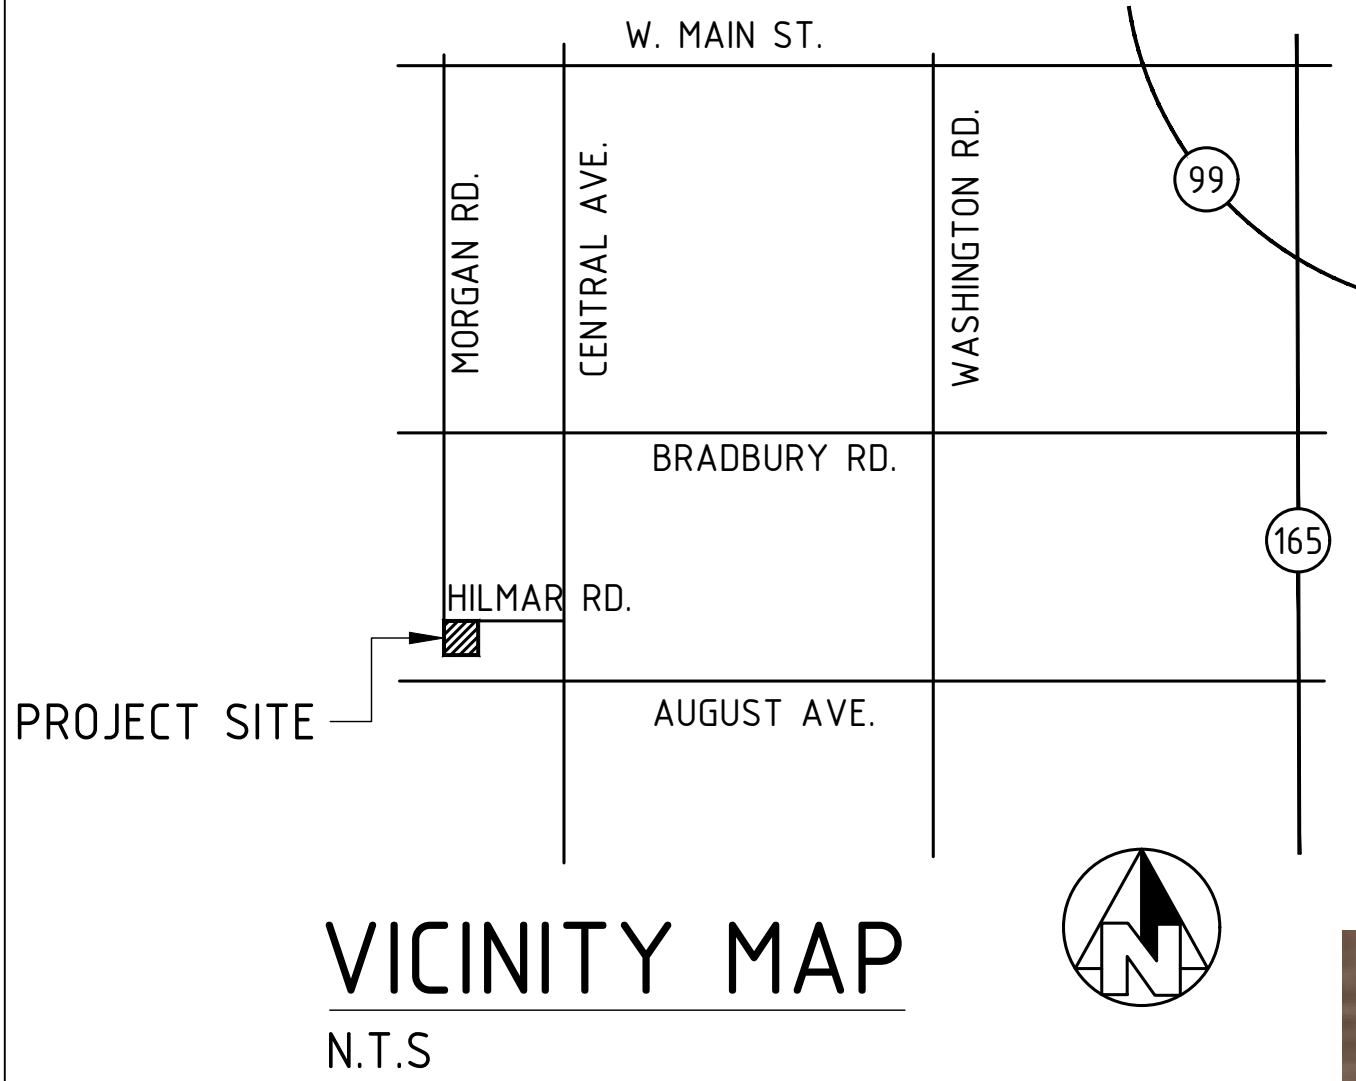 W. MAIN ST.
MORGAN RD.
CENTRAL AVE.
WASHINGTON RD.
99
BRADBURY RD.
165
HILMAR RD.
PROJECT SITE
AUGUST AVE.
N
VICINITY MAP
N.T.S